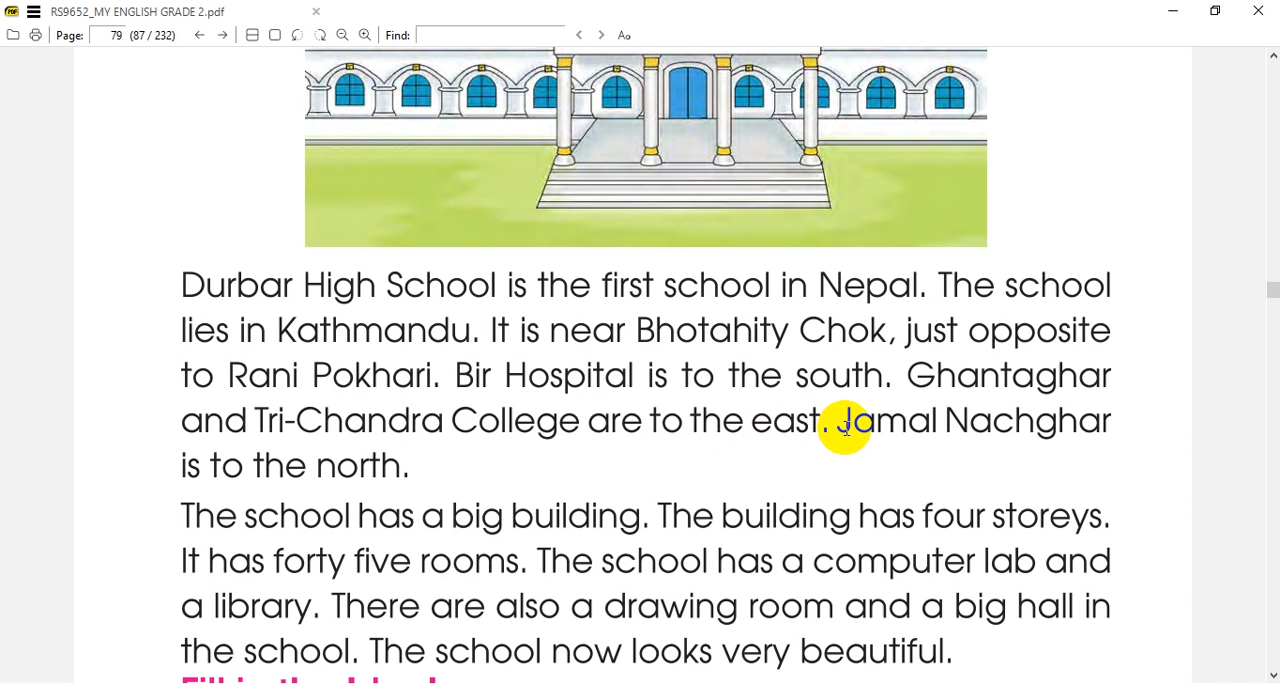 RS9652_MY ENGLISH GRADE 2.pdf
Page: 79 (87 / 232) Find: Aa
Durbar High School is the first school in Nepal. The school
lies in Kathmandu. It is near Bhotahity Chok, just opposite
to Rani Pokhari. Bir Hospital is to the south. Ghantaghar
and Tri-Chandra College are to the east. Jamal Nachghar
is to the north.
The school has a big building. The building has four storeys.
It has forty five rooms. The school has a computer lab and
a library. There are also a drawing room and a big hall in
the school. The school now looks very beautiful.